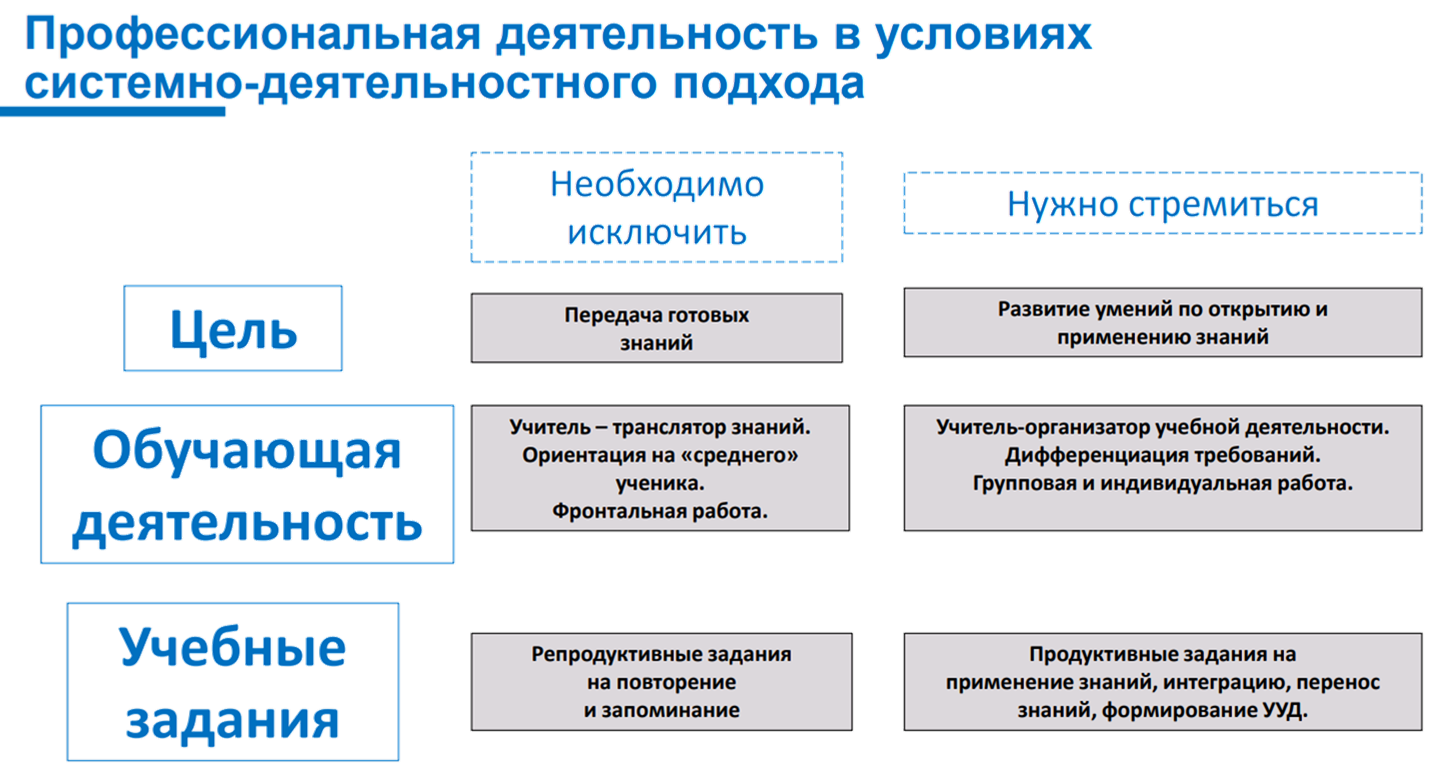 Профессиональная деятельность в условиях
системно-деятельностного подхода
Необходимо
исключить
Нужно стремиться
Цель
Передача готовых
знаний
Развитие умений по открытию и
применению знаний
Обучающая
деятельность
Учитель – транслятор знаний.
Ориентация на «среднего»
ученика.
Фронтальная работа.
Учитель-организатор учебной деятельности.
Дифференциация требований.
Групповая и индивидуальная работа.
Учебные
задания
Репродуктивные задания
на повторение
и запоминание
Продуктивные задания на
применение знаний, интеграцию, перенос
знаний, формирование УУД.